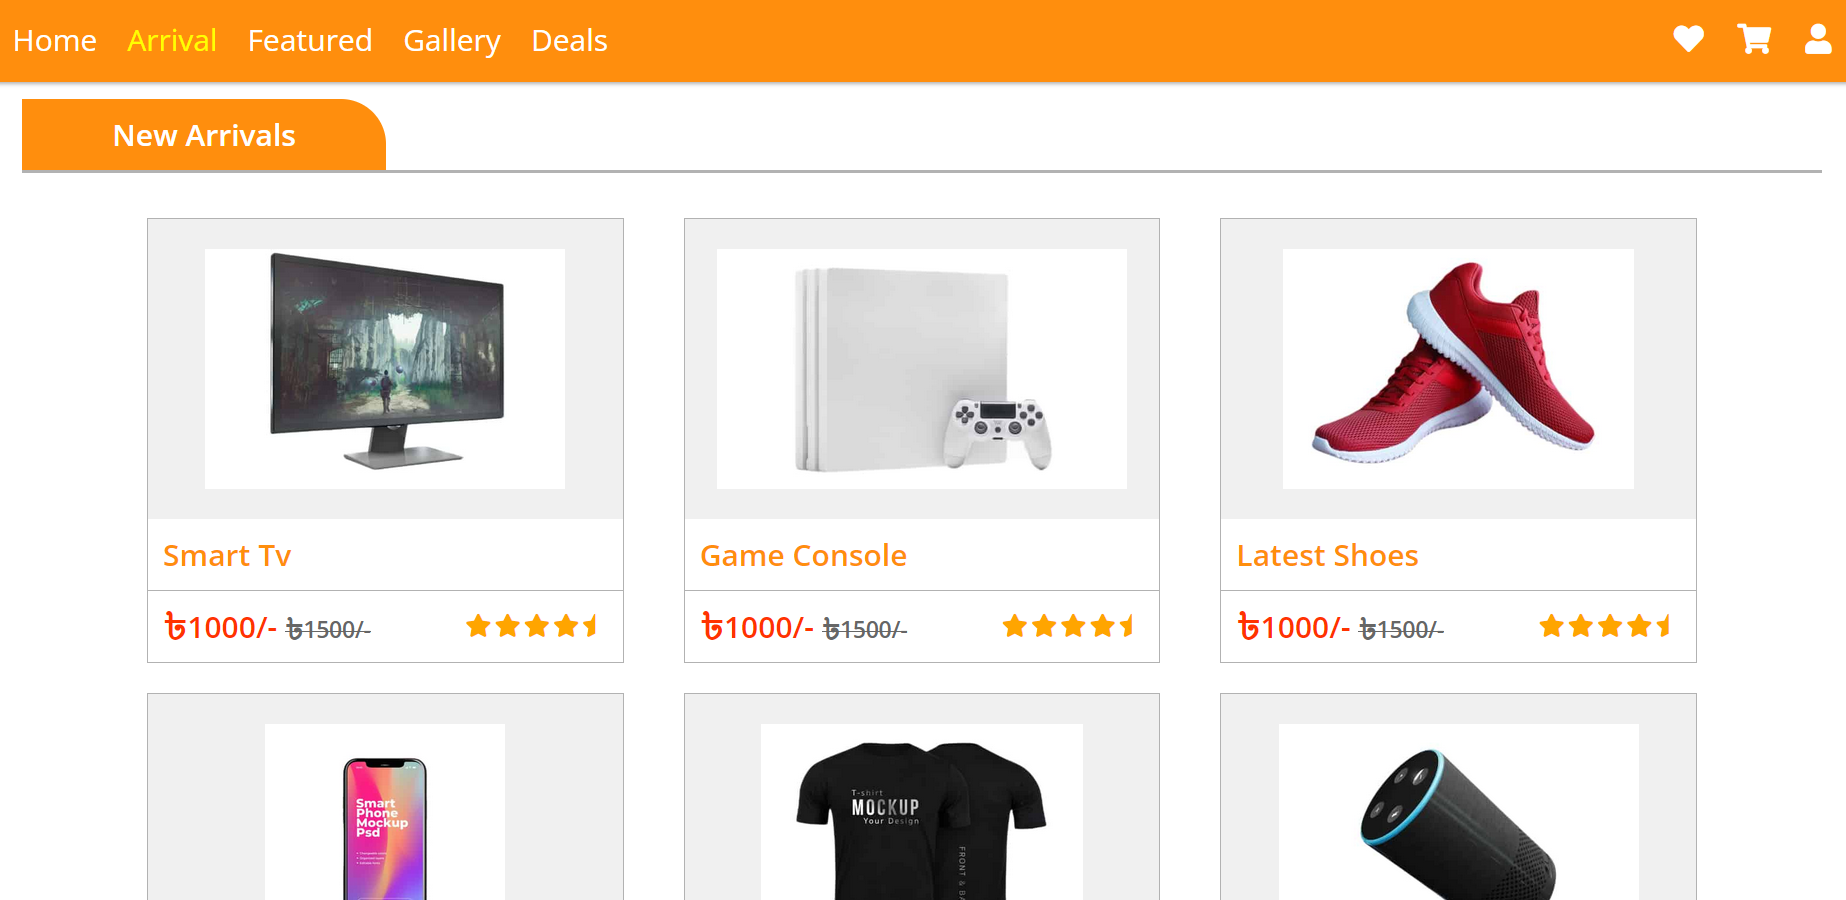 Home Arrival Featured Gallery Deals
New Arrivals
Smart Tv
৳1000/- ৳1500/-
Game Console
৳1000/- ৳1500/-
Latest Shoes
৳1000/- ৳1500/-
Smart
Phone
Mockup
Psd
T-shirt
MOCKUP
Your Design
FRONT &